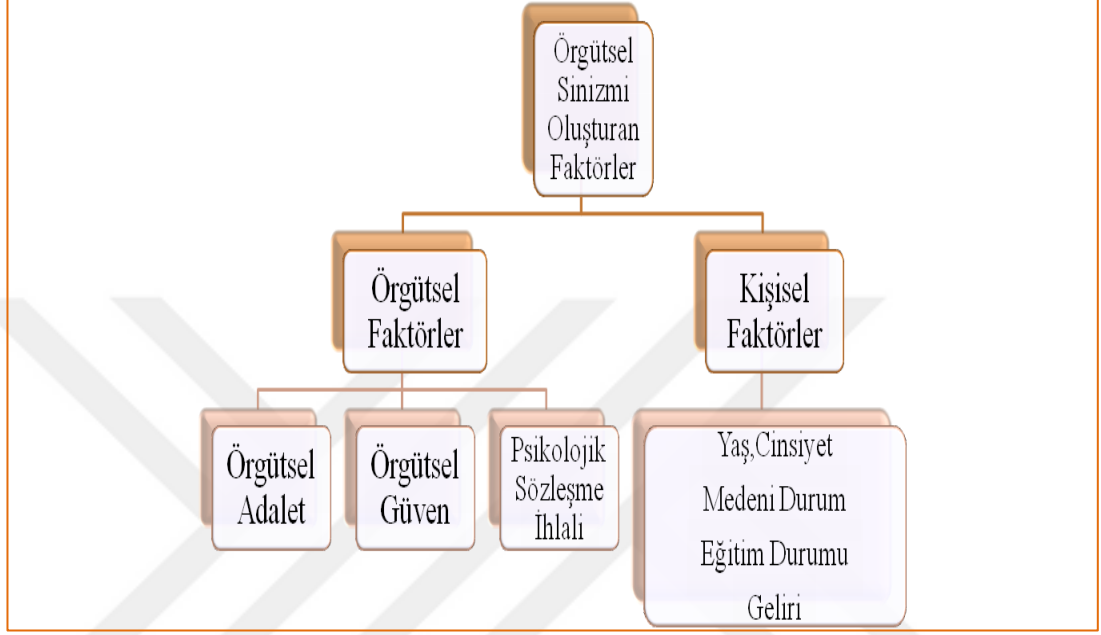 Örgütsel
Sinizmi
Oluşturan
Faktörler
Örgütsel
Faktörler
Kişisel
Faktörler
Örgütsel
Adalet
Örgütsel
Güven
Psikolojik
Sözleşme
İhlali
Yaş,Cinsiyet
Medeni Durum
Eğitim Durumu
Geliri